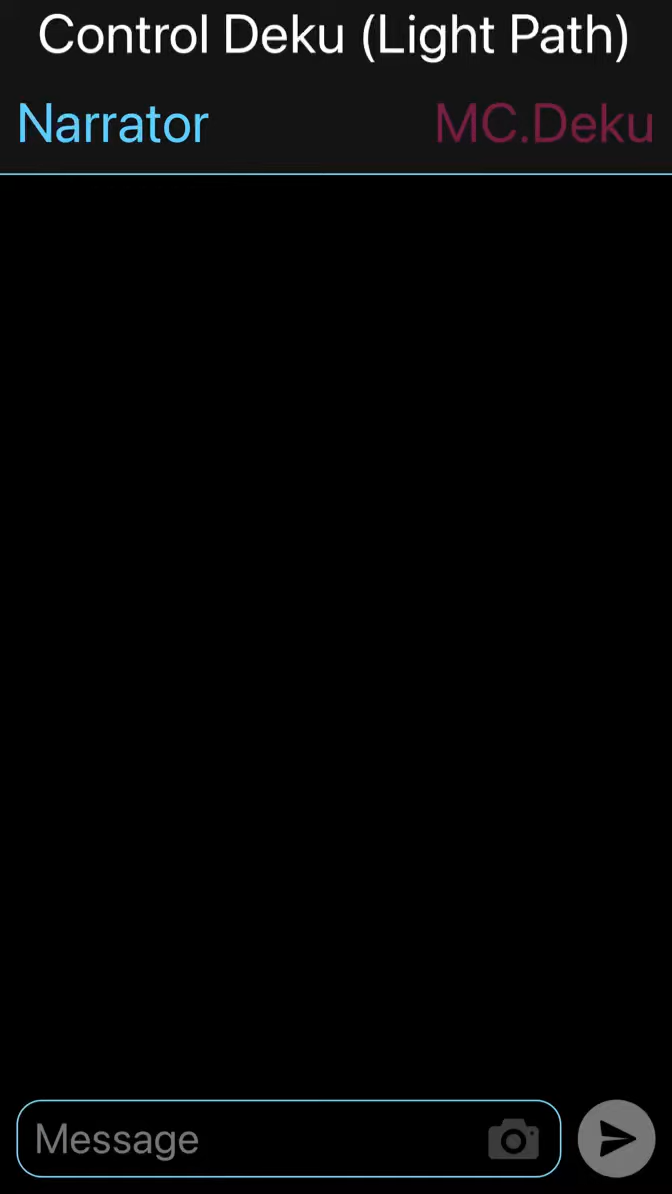 Control Deku (Light Path)
Narrator MC.Deku
Message